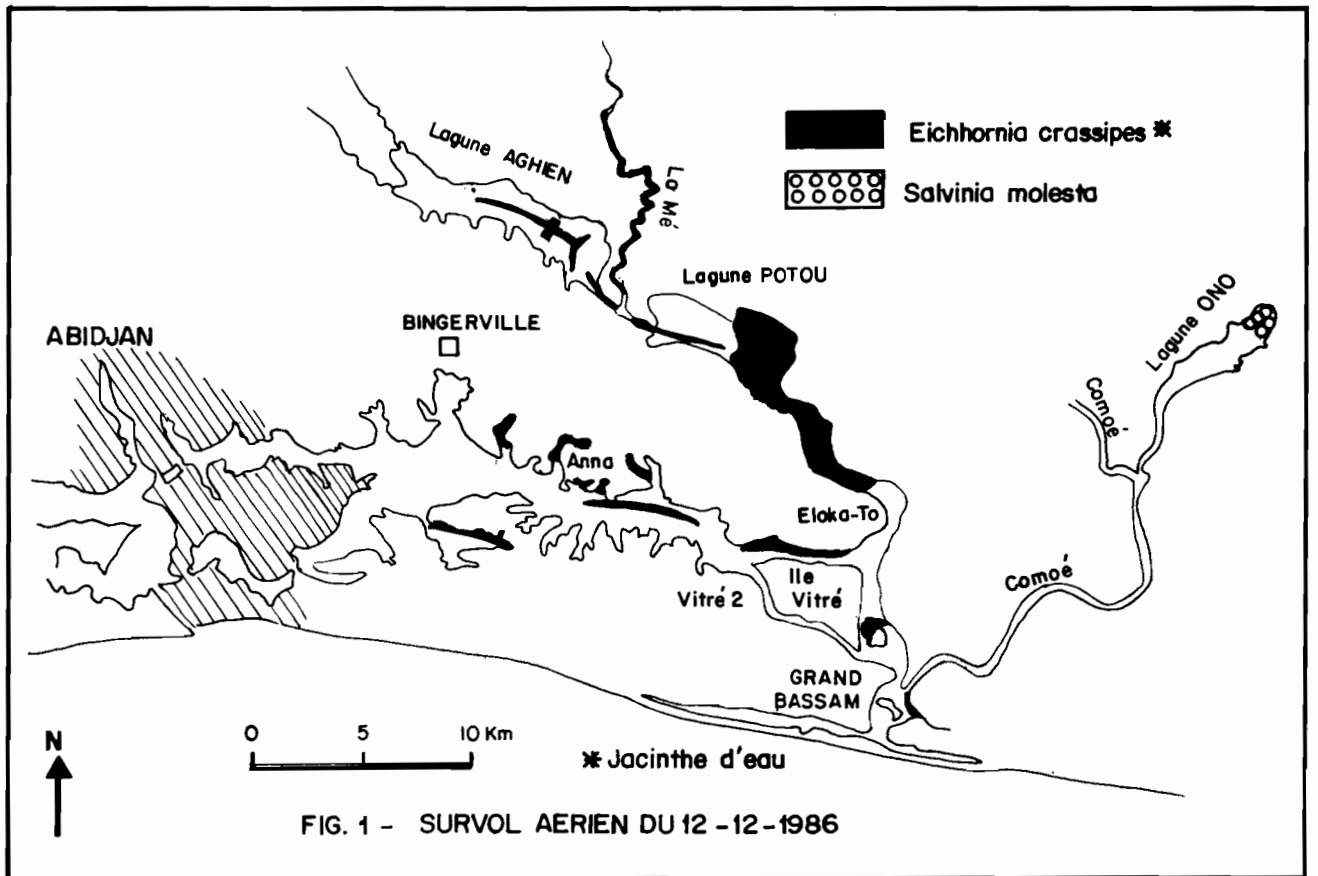 Lagune AGHIEN
La Mé
Eichhornia crassipes *
Salvinia molesta
Lagune POTOU
Lagune ONO
ABIDJAN
BINGERVILLE
Comoé
Anna
Eloka-To
Comoé
Ile
Vitré
Vitré 2
GRAND
BASSAM
0 5 10 Km
N
* Jacinthe d'eau
FIG. 1 - SURVOL AERIEN DU 12-12-1986